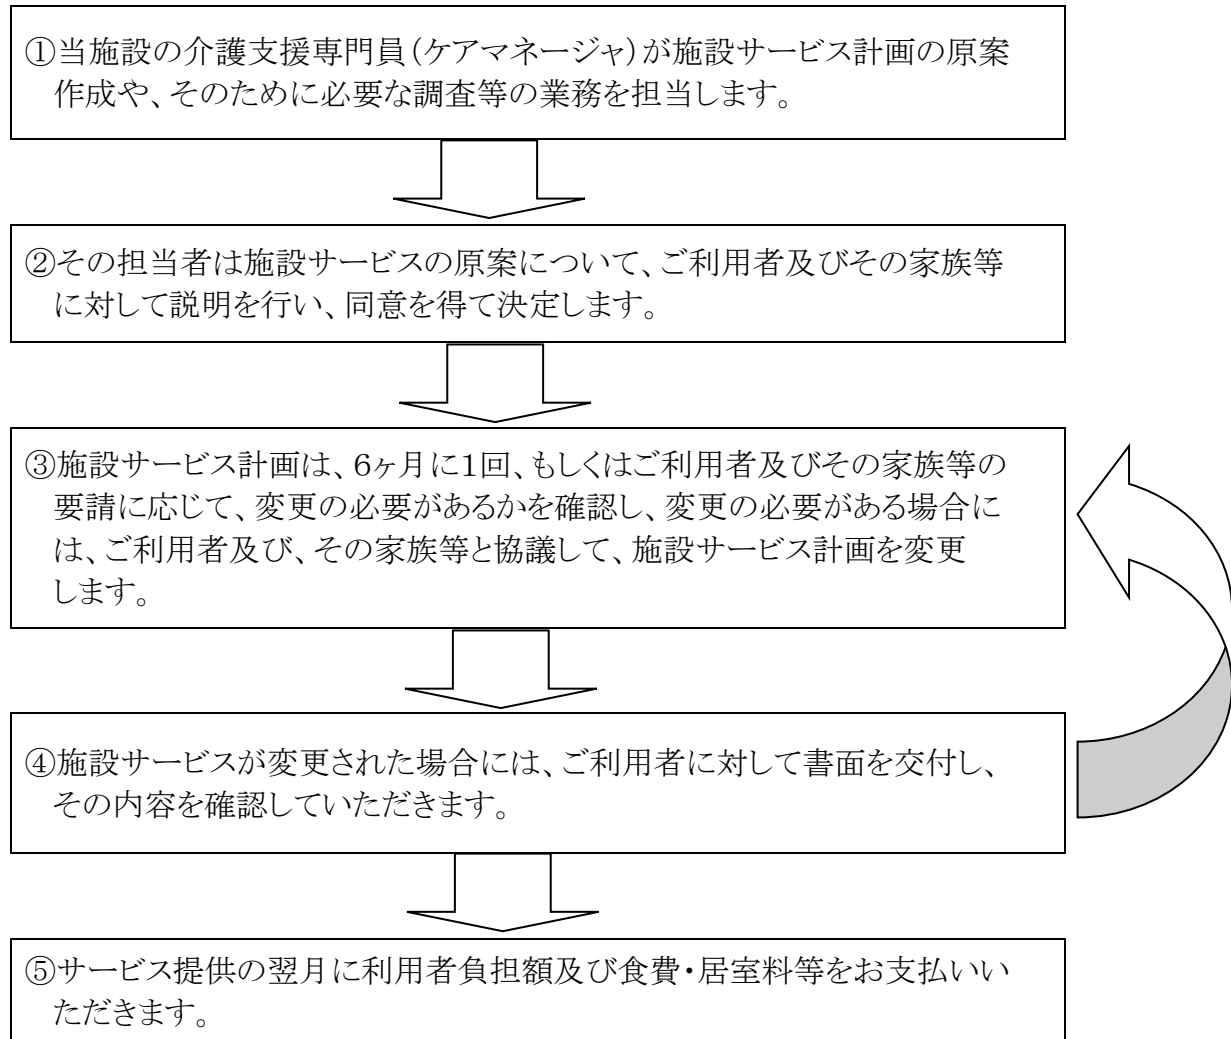 ①当施設の介護支援専門員(ケアマネージャ)が施設サービス計画の原案
作成や、そのために必要な調査等の業務を担当します。
②その担当者は施設サービスの原案について、ご利用者及びその家族等
に対して説明を行い、同意を得て決定します。
③施設サービス計画は、6ヶ月に1回、もしくはご利用者及びその家族等の
要請に応じて、変更の必要があるかを確認し、変更の必要がある場合に
は、ご利用者及び、その家族等と協議して、施設サービス計画を変更
します。
④施設サービスが変更された場合には、ご利用者に対して書面を交付し、
その内容を確認していただきます。
⑤サービス提供の翌月に利用者負担額及び食費・居室料等をお支払いい
ただきます。